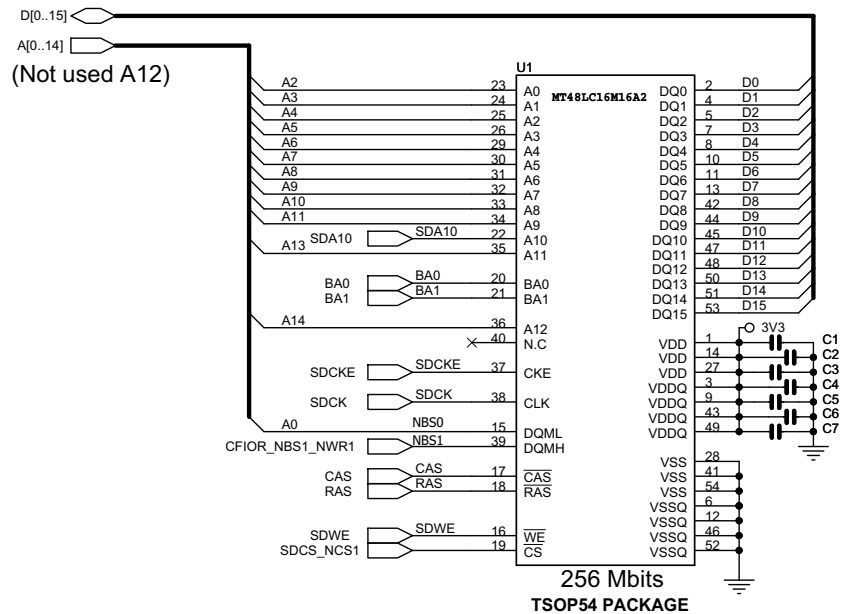 D[0..15]
A[0..14]
(Not used A12)
U1
MT48LC16M16A2
A2 23 A0 DQ0 2 D0
A3 24 A1 DQ1 4 D1
A4 25 A2 DQ2 5 D2
A5 26 A3 DQ3 7 D3
A6 29 A4 DQ4 8 D4
A7 30 A5 DQ5 10 D5
A8 31 A6 DQ6 11 D6
A9 32 A7 DQ7 13 D7
A10 33 A8 DQ8 42 D8
A11 34 A9 DQ9 44 D9
SDA10 SDA10 22 A10 DQ10 45 D10
A13 35 A11 DQ11 47 D11
DQ12 48 D12
BA0 BA0 20 BA0 DQ13 50 D13
BA1 BA1 21 BA1 DQ14 51 D14
DQ15 53 D15
A14 36 A12 3V3
40 N.C VDD 1 C1
VDD 14 C2
SDCKE SDCKE 37 CKE VDD 27 C3
VDDQ 3 C4
SDCK SDCK 38 CLK VDDQ 9 C5
VDDQ 43 C6
A0 NBS0 15 DQML VDDQ 49 C7
CFIOR_NBS1_NWR1 NBS1 39 DQMH
VSS 28
CAS CAS 17 CAS VSS 41
RAS RAS 18 RAS VSS 54
VSSQ 6
VSSQ 12
SDWE SDWE 16 WE VSSQ 46
SDCS_NCS1 19 CS VSSQ 52
256 Mbits
TSOP54 PACKAGE